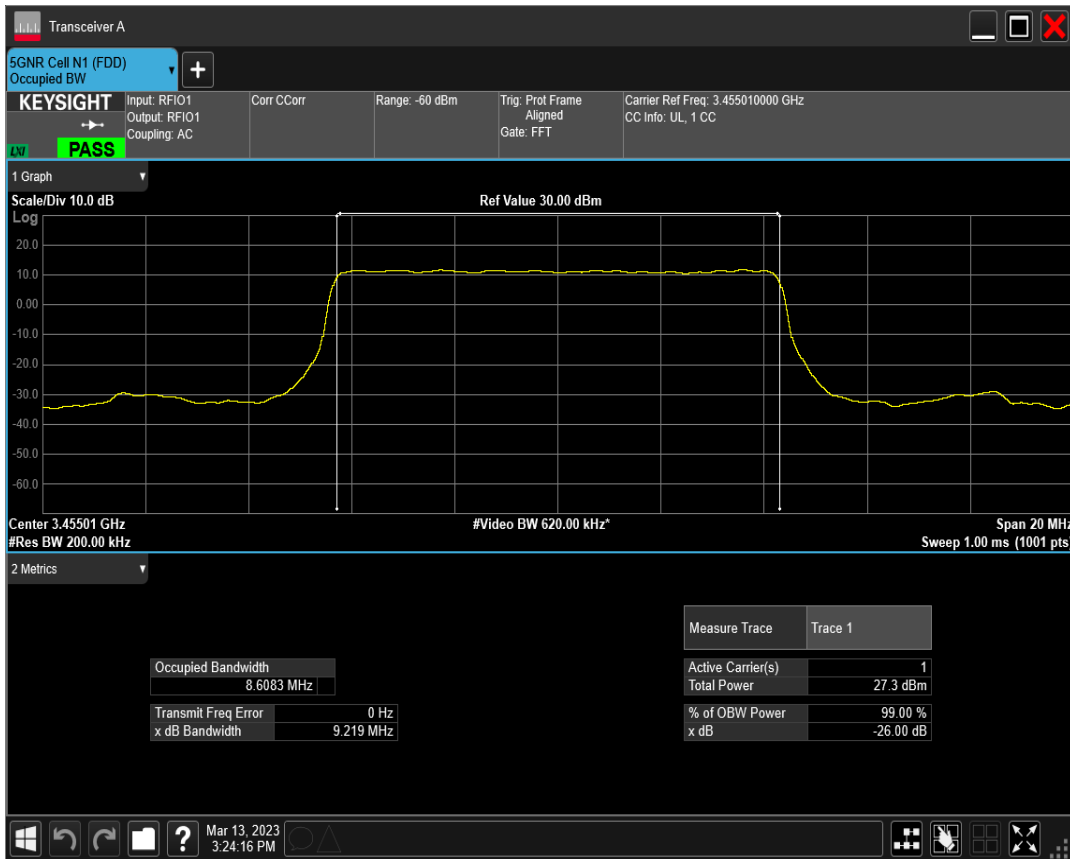 Transceiver A
5GNR Cell N1 (FDD)
Occupied BW
+
KEYSIGHT
LXI
PASS
Input: RFIO1
Output: RFIO1
Coupling: AC
Corr CCorr
Range: -60 dBm
Trig: Prot Frame
Aligned
Gate: FFT
Carrier Ref Freq: 3.455010000 GHz
CC Info: UL, 1 CC
1 Graph
Scale/Div 10.0 dB
Ref Value 30.00 dBm
Log
20.0
10.0
0.00
-10.0
-20.0
-30.0
-40.0
-50.0
-60.0
Center 3.45501 GHz
#Video BW 620.00 kHz*
Span 20 MHz
#Res BW 200.00 kHz
Sweep 1.00 ms (1001 pts)
2 Metrics
Measure Trace Trace 1
Occupied Bandwidth
8.6083 MHz
Active Carrier(s) 1
Total Power 27.3 dBm
Transmit Freq Error 0 Hz
x dB Bandwidth 9.219 MHz
% of OBW Power 99.00 %
x dB -26.00 dB
?
Mar 13, 2023
3:24:16 PM